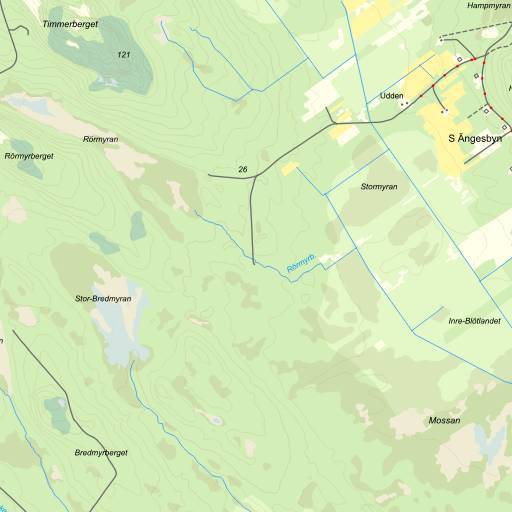 Hampmyran
Timmerberget
121
Udden
S Ängesbyn
Rörmyran
Rörmyrberget
26
Stormyran
Rörmyrb.
Stor-Bredmyran
Inre-Blötlandet
Mossan
Bredmyrberget